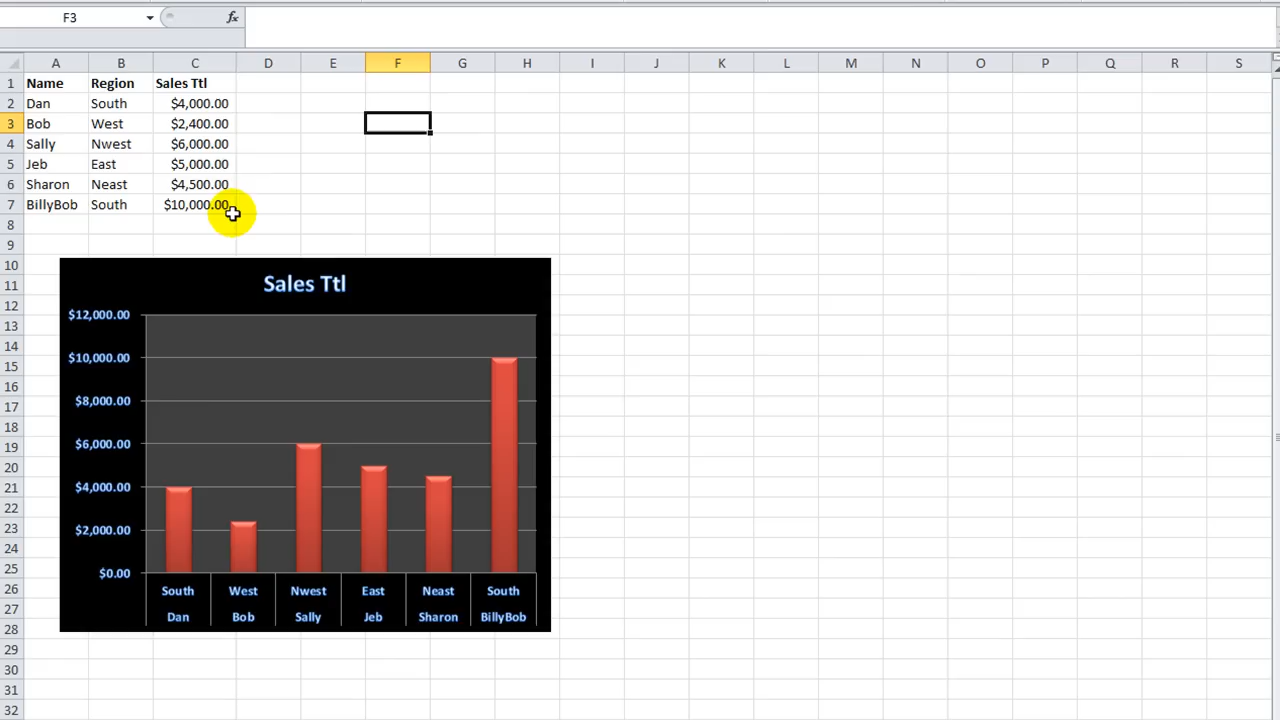 F3
fx
A B C D E F G H I J K L M N O P Q R S
1 Name Region Sales Ttl
2 Dan South $4,000.00
3 Bob West $2,400.00
4 Sally Nwest $6,000.00
5 Jeb East $5,000.00
6 Sharon Neast $4,500.00
7 BillyBob South $10,000.00
8
9
10
11
12
13
14
15
16
17
18
19
20
21
22
23
24
25
26
27
28
29
30
31
32
Sales Ttl
$12,000.00
$10,000.00
$8,000.00
$6,000.00
$4,000.00
$2,000.00
$0.00
South West Nwest East Neast South
Dan Bob Sally Jeb Sharon BillyBob